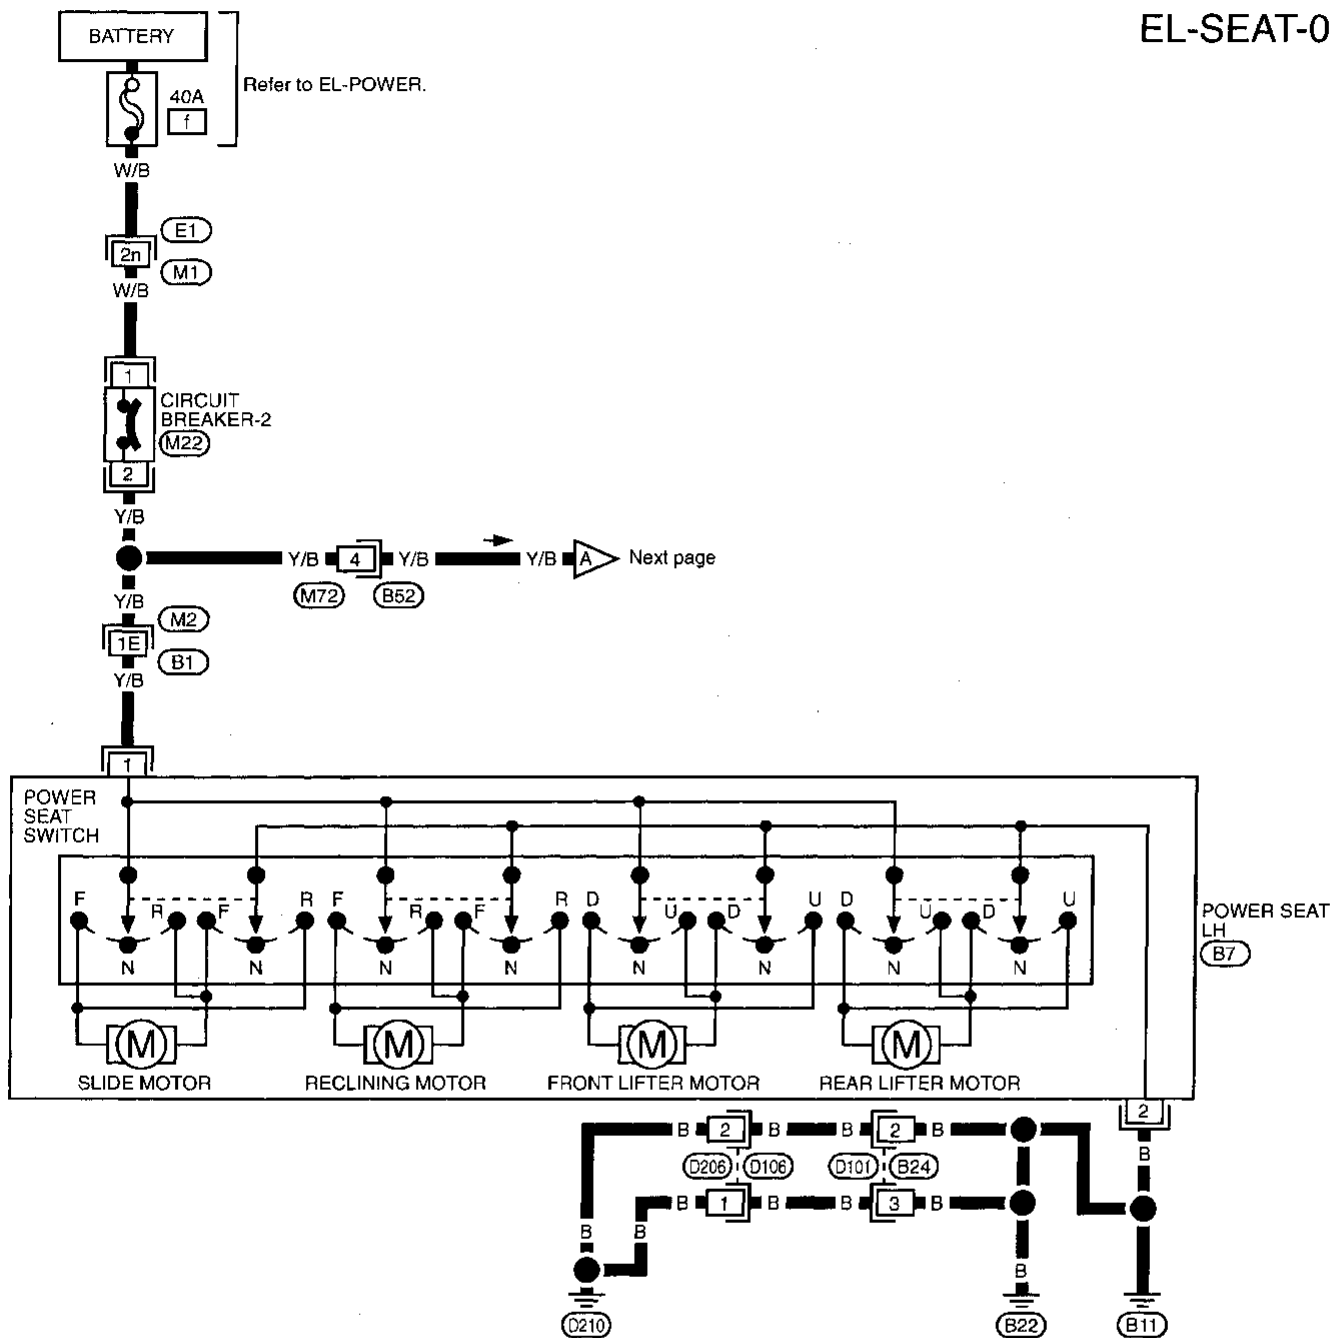 EL-SEAT-0
BATTERY
Refer to EL-POWER.
40A
f
W/B
E1
2n
M1
W/B
1
CIRCUIT
BREAKER-2
M22
2
Y/B
Y/B 4 Y/B Y/B A Next page
M72 B52
Y/B
M2
1E
B1
Y/B
1
POWER
SEAT
SWITCH
F R F R F R F R D U D U D U D U
N N N N N N N N
POWER SEAT
LH
B7
M M M M
SLIDE MOTOR RECLINING MOTOR FRONT LIFTER MOTOR REAR LIFTER MOTOR
2
B 2 B B 2 B
B
D206 D106 D101 B24
B 1 B B 3 B
B B
B
D210 B22 B11